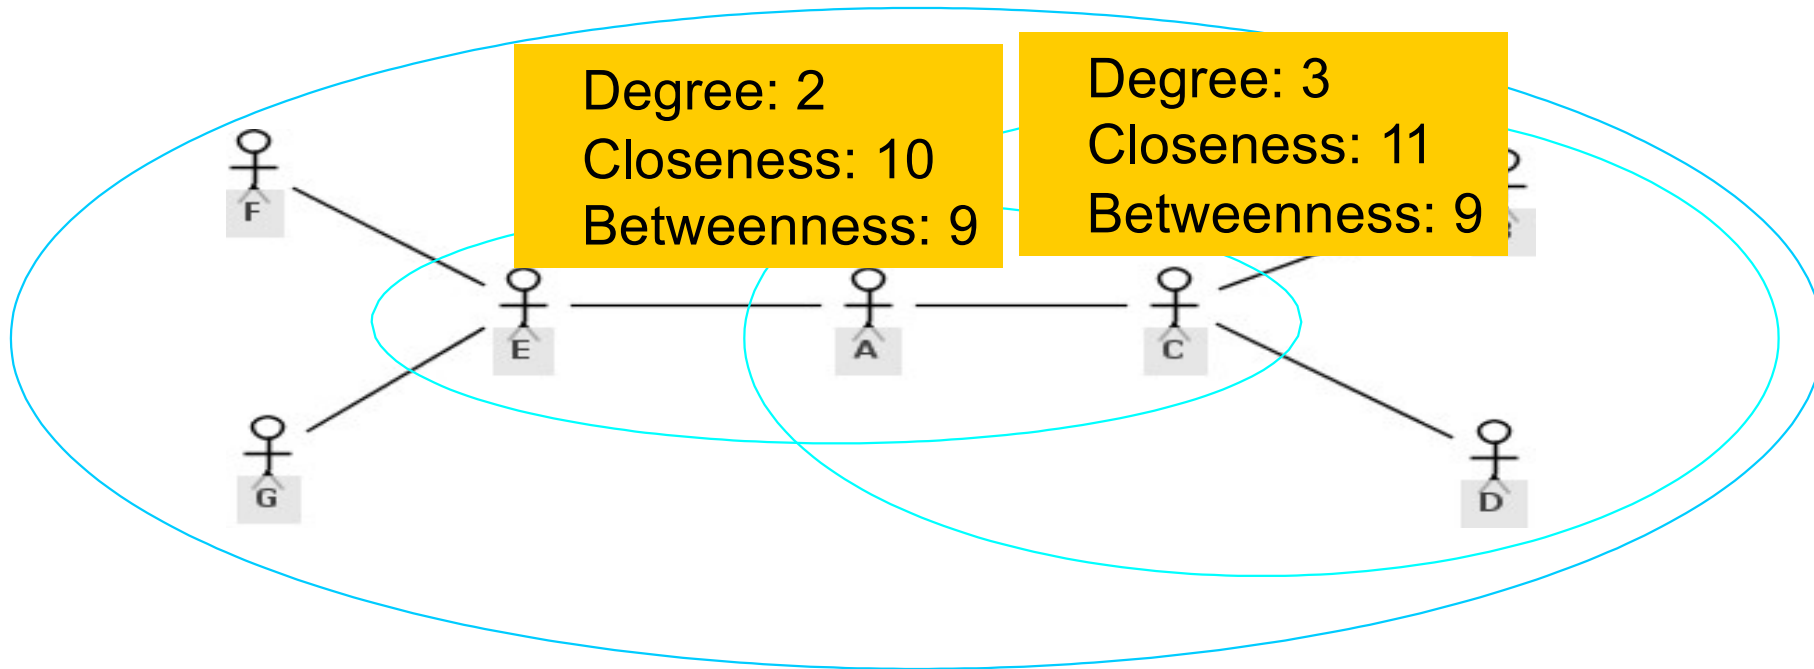 Degree: 2
Closeness: 10
Betweenness: 9
Degree: 3
Closeness: 11
Betweenness: 9
F
E
A
C
G
D